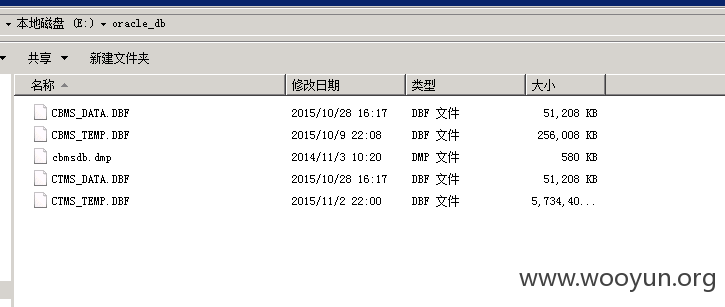 本地磁盘 (E:) oracle_db
共享 新建文件夹
名称 修改日期 类型 大小
CBMS_DATA.DBF 2015/10/28 16:17 DBF 文件 51,208 KB
CBMS_TEMP.DBF 2015/10/9 22:08 DBF 文件 256,008 KB
cbmsdb.dmp 2014/11/3 10:20 DMP 文件 580 KB
CTMS_DATA.DBF 2015/10/28 16:17 DBF 文件 51,208 KB
CTMS_TEMP.DBF 2015/11/2 22:00 DBF 文件 5,734,40...
www.wooyun.org